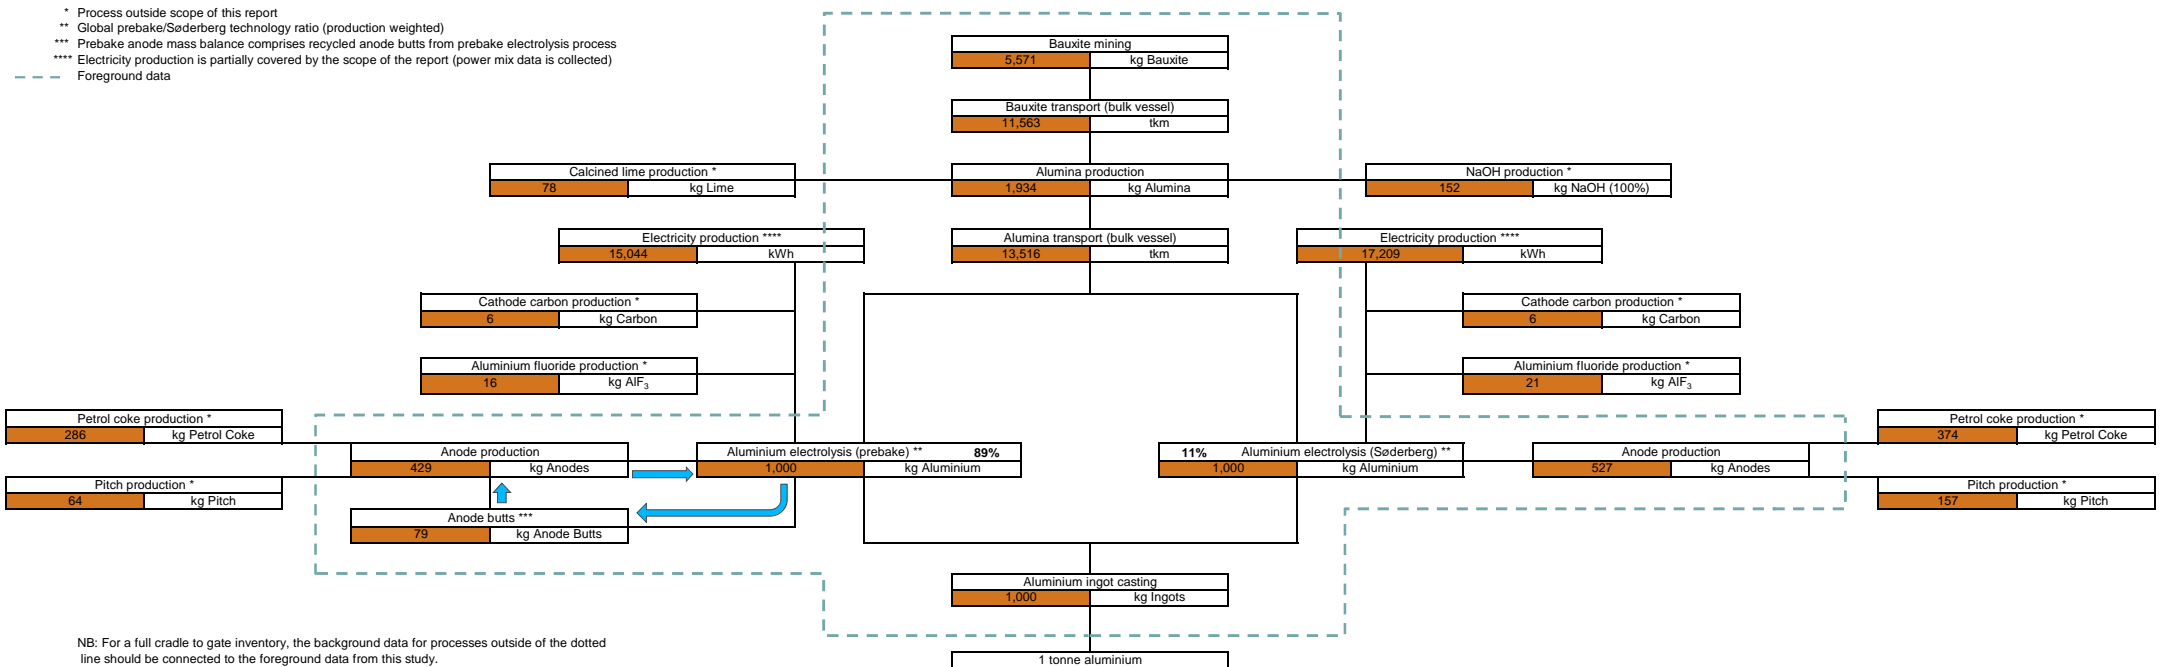 * Process outside scope of this report
** Global prebake/Søderberg technology ratio (production weighted)
*** Prebake anode mass balance comprises recycled anode butts from prebake electrolysis process
**** Electricity production is partially covered by the scope of the report (power mix data is collected)
Foreground data
Bauxite mining
5,571 kg Bauxite
Bauxite transport (bulk vessel)
11,563 tkm
Calcined lime production *
78 kg Lime
Alumina production
1,934 kg Alumina
NaOH production *
152 kg NaOH (100%)
Electricity production ****
15,044 kWh
Alumina transport (bulk vessel)
13,516 tkm
Electricity production ****
17,209 kWh
Cathode carbon production *
6 kg Carbon
Cathode carbon production *
6 kg Carbon
Aluminium fluoride production *
16 kg AlF₃
Aluminium fluoride production *
21 kg AlF₃
Petrol coke production *
286 kg Petrol Coke
Petrol coke production *
374 kg Petrol Coke
Anode production
429 kg Anodes
Aluminium electrolysis (prebake) ** 89%
1,000 kg Aluminium
11% Aluminium electrolysis (Søderberg) **
1,000 kg Aluminium
Anode production
527 kg Anodes
Pitch production *
64 kg Pitch
Pitch production *
157 kg Pitch
Anode butts ***
79 kg Anode Butts
Aluminium ingot casting
1,000 kg Ingots
NB: For a full cradle to gate inventory, the background data for processes outside of the dotted
line should be connected to the foreground data from this study.
1 tonne aluminium